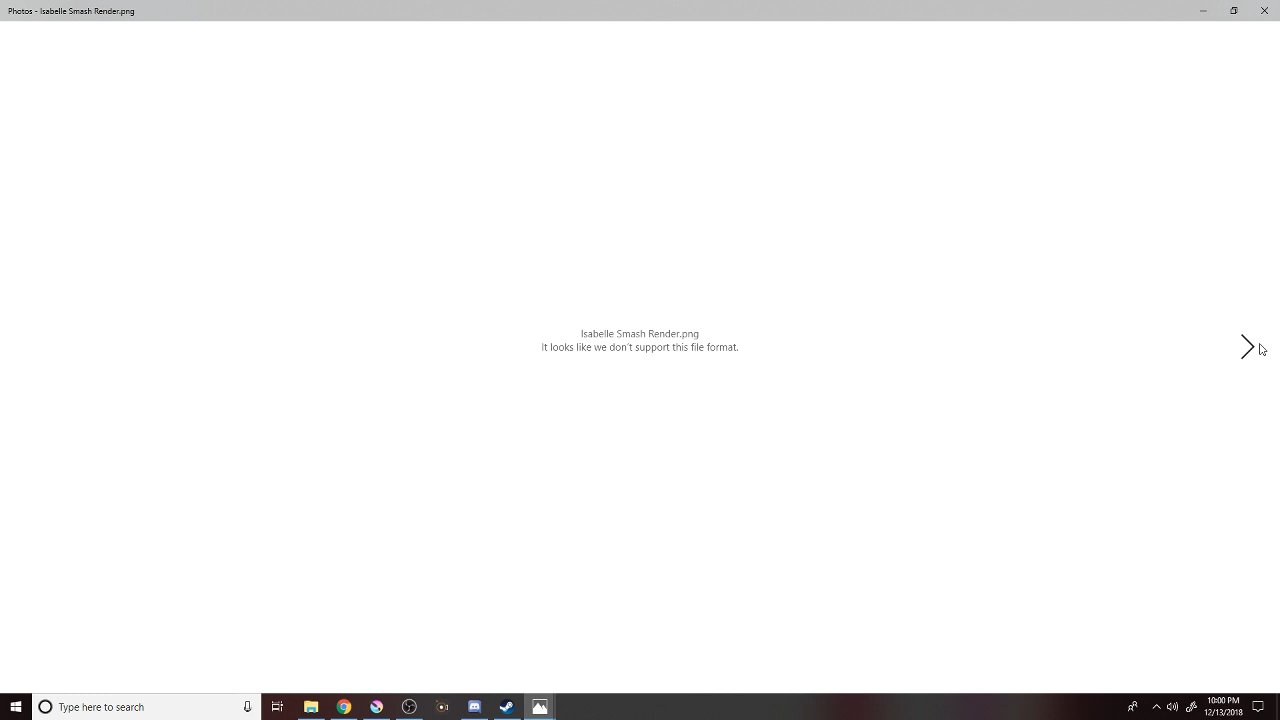 Photos - Isabelle Smash Render.png
Isabelle Smash Render.png
It looks like we don't support this file format.
Type here to search
10:00 PM
12/13/2018